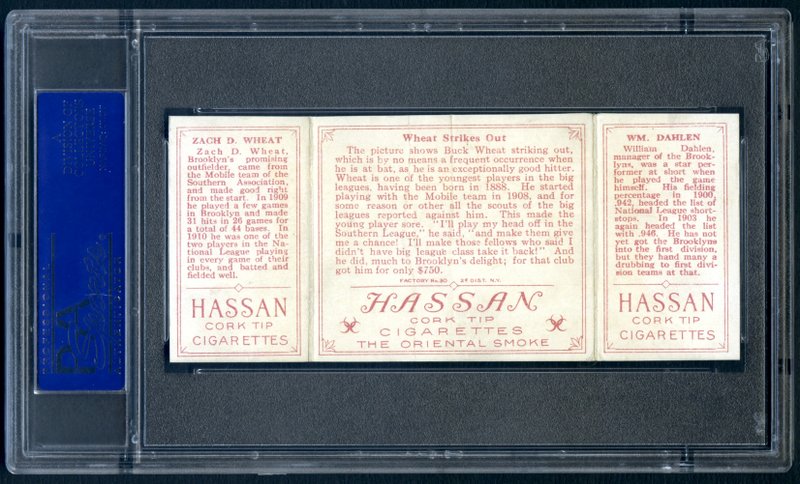 ZACH D. WHEAT
Zach D. Wheat,
Brooklyn's promising
outfielder, came from
the Mobile team of the
Southern Association,
and made good right
from the start. In 1909
he played a few games
in Brooklyn and made
31 hits in 26 games for
a total of 44 bases. In
1910 he was one of the
two players in the Na-
tional League playing
in every game of their
clubs, and batted and
fielded well.
HASSAN
CORK TIP
CIGARETTES
Wheat Strikes Out
The picture shows Buck Wheat striking out,
which is by no means a frequent occurrence when
he is at bat, as he is an exceptionally good hitter.
Wheat is one of the youngest players in the big
leagues, having been born in 1888. He started
playing with the Mobile team in 1908, and for
some reason or other all the scouts of the big
leagues reported against him. This made the
young player sore. "I'll play my head off in the
Southern League," he said, "and make them give
me a chance! I'll make those fellows who said I
didn't have big league class take it back!" And
he did, much to Brooklyn's delight; for that club
got him for only $750.
FACTORY No. 30 2D DIST. N.Y.
HASSAN
CORK TIP
CIGARETTES
THE ORIENTAL SMOKE
WM. DAHLEN
William Dahlen,
manager of the Brook-
lyns, was a star per-
former at short when
he played the game
himself. His fielding
percentage in 1900,
.942, headed the list of
National League short-
stops. In 1903 he
again headed the list
with .946. He has not
yet got the Brooklyns
into the first division,
but they hand many a
drubbing to first divi-
sion teams at that.
HASSAN
CORK TIP
CIGARETTES
PSA
PROFESSIONAL
AUTHENTICATOR